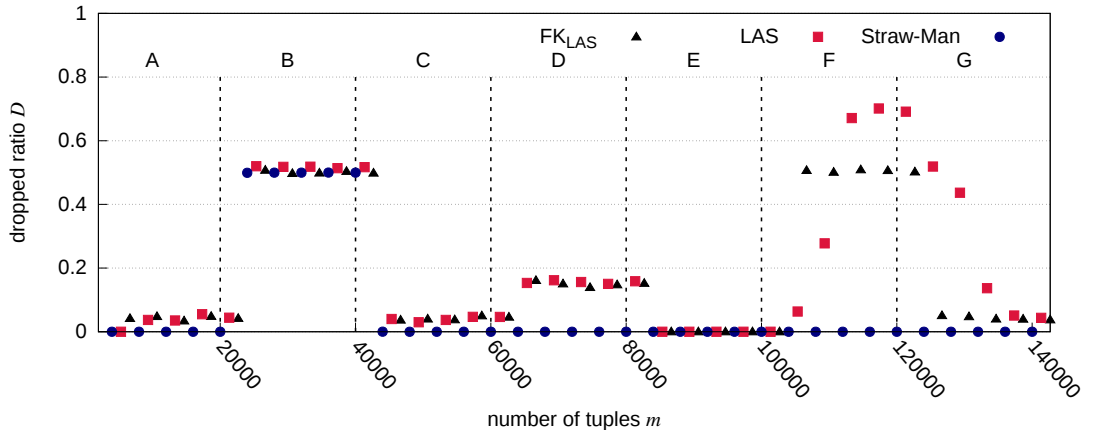 FK_LAS LAS Straw-Man
A B C D E F G
1
0.8
0.6
0.4
0.2
0
dropped ratio D
20000 40000 60000 80000 100000 120000 140000
number of tuples m